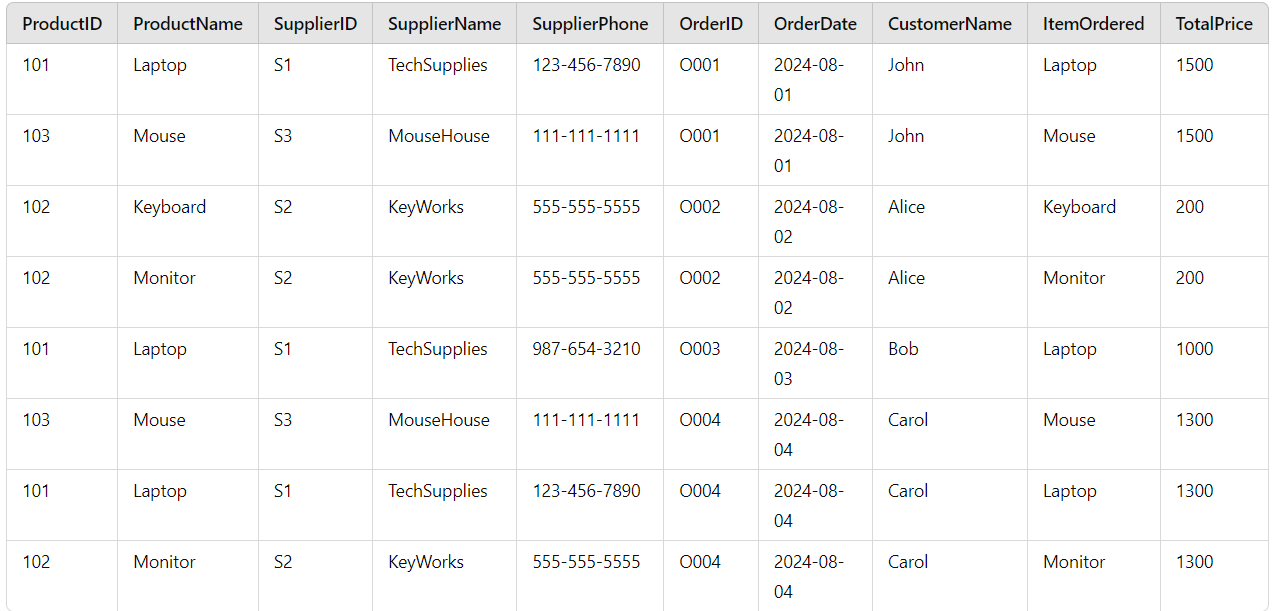 ProductID ProductName SupplierID SupplierName SupplierPhone OrderID OrderDate CustomerName ItemOrdered TotalPrice
101 Laptop S1 TechSupplies 123-456-7890 O001 2024-08- John Laptop 1500
01
103 Mouse S3 MouseHouse 111-111-1111 O001 2024-08- John Mouse 1500
01
102 Keyboard S2 KeyWorks 555-555-5555 O002 2024-08- Alice Keyboard 200
02
102 Monitor S2 KeyWorks 555-555-5555 O002 2024-08- Alice Monitor 200
02
101 Laptop S1 TechSupplies 987-654-3210 O003 2024-08- Bob Laptop 1000
03
103 Mouse S3 MouseHouse 111-111-1111 O004 2024-08- Carol Mouse 1300
04
101 Laptop S1 TechSupplies 123-456-7890 O004 2024-08- Carol Laptop 1300
04
102 Monitor S2 KeyWorks 555-555-5555 O004 2024-08- Carol Monitor 1300
04